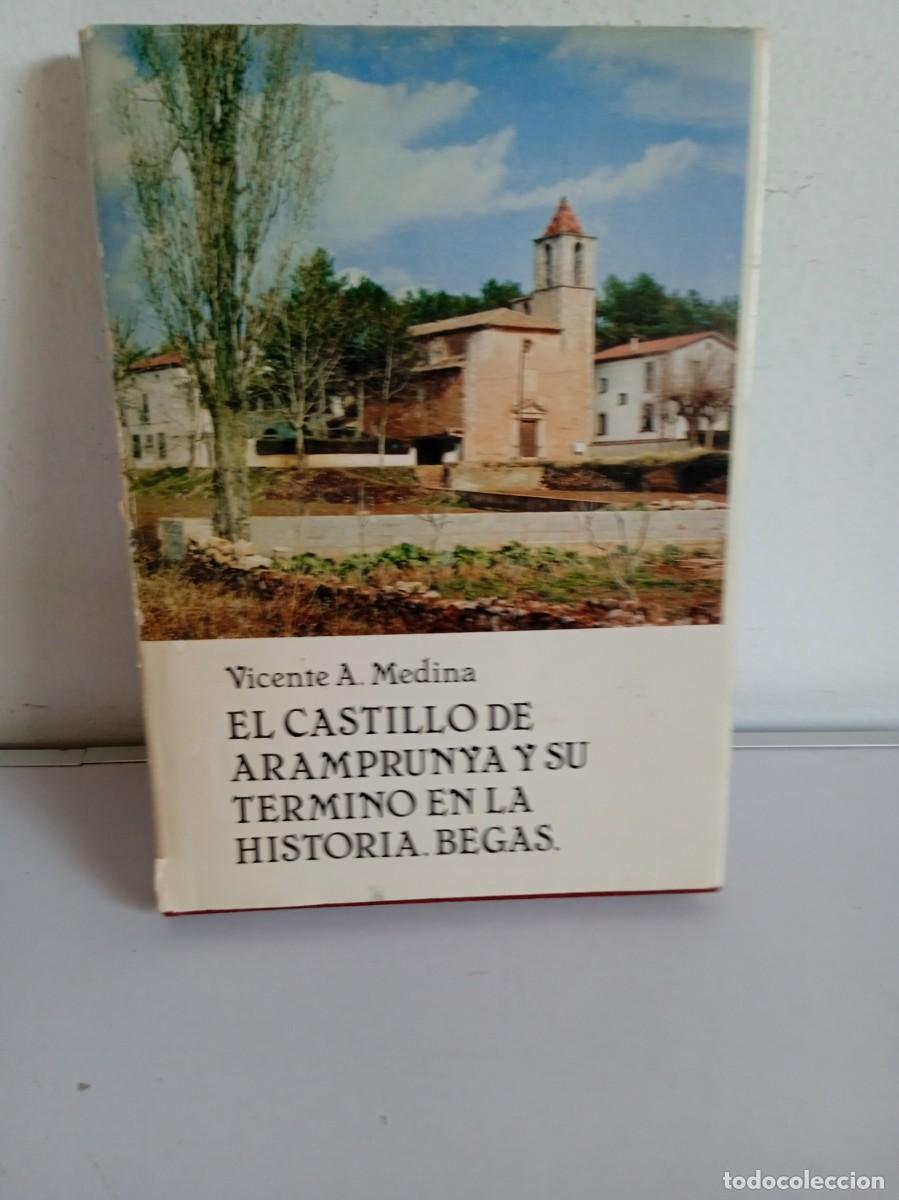 Vicente A. Medina
EL CASTILLO DE
ARAMPRUNYA Y SU
TERMINO EN LA
HISTORIA. BEGAS.
todocoleccion